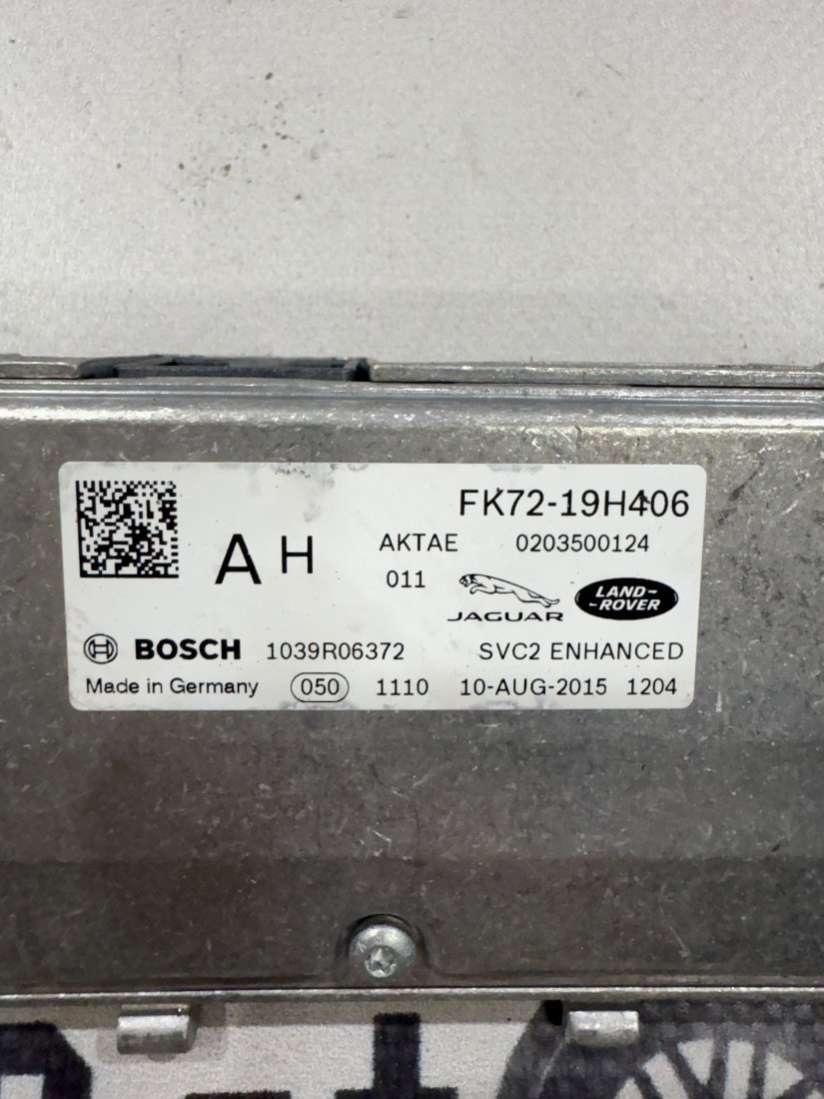 FK72-19H406
A H
AKTAE 0203500124
011
JAGUAR
LAND-
-ROVER
BOSCH 1039R06372 SVC2 ENHANCED
Made in Germany 050 1110 10-AUG-2015 1204